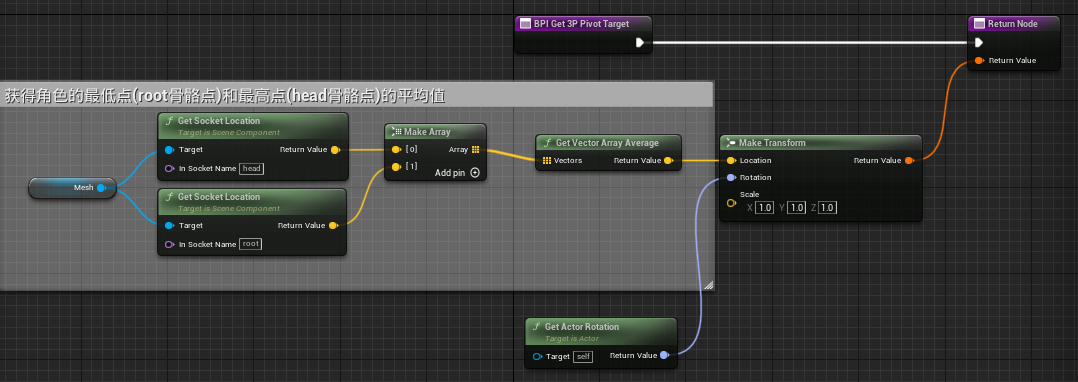 BPI Get 3P Pivot Target
Return Node
Return Value
获得角色的最低点(root骨骼点)和最高点(head骨骼点)的平均值
Get Socket Location
Target is Scene Component
Target
Return Value
In Socket Name head
Make Array
[0]
Array
[1]
Add pin
Get Vector Array Average
Vectors
Return Value
Make Transform
Location
Return Value
Rotation
Scale
X 1.0 Y 1.0 Z 1.0
Mesh
Get Socket Location
Target is Scene Component
Target
Return Value
In Socket Name root
Get Actor Rotation
Target is Actor
Target self
Return Value